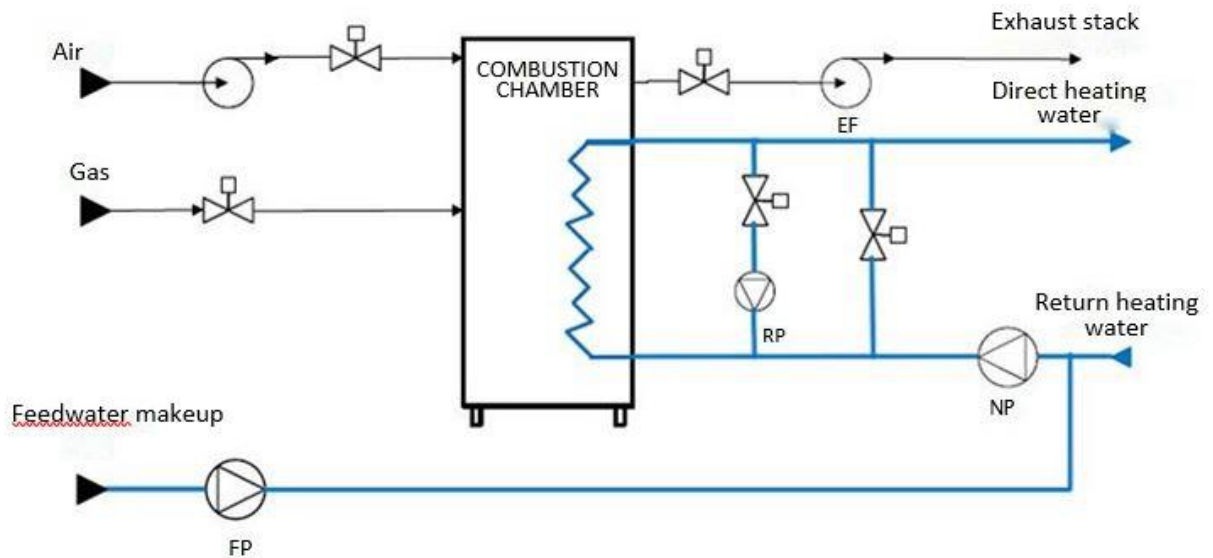 Exhaust stack
Air
COMBUSTION
CHAMBER
Direct heating
water
EF
Gas
Return heating
water
RP
NP
Feedwater makeup
FP